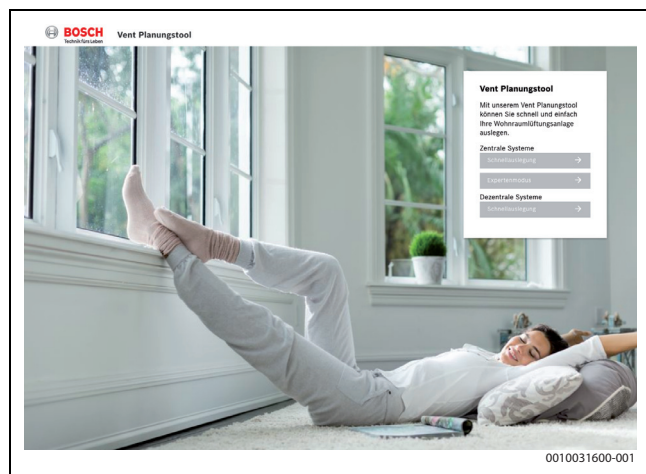 BOSCH
Technik fürs Leben
Vent Planungstool
Vent Planungstool
Mit unserem Vent Planungstool
können Sie schnell und einfach
Ihre Wohnraumlüftungsanlage
auslegen.
Zentrale Systeme
Schnellauslegung →
Expertenmodus →
Dezentrale Systeme
Schnellauslegung →
0010031600-001